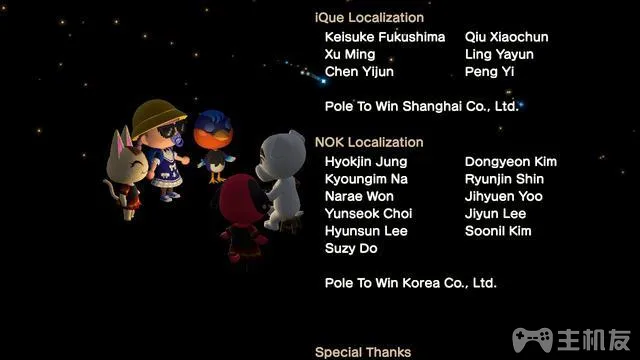 iQue Localization
Keisuke Fukushima Qiu Xiaochun
Xu Ming Ling Yayun
Chen Yijun Peng Yi
Pole To Win Shanghai Co., Ltd.
NOK Localization
Hyokjin Jung Dongyeon Kim
Kyoungim Na Ryunjin Shin
Narae Won Jihyuen Yoo
Yunseok Choi Jiyun Lee
Hyunsun Lee Soonil Kim
Suzy Do
Pole To Win Korea Co., Ltd.
Special Thanks
主机友